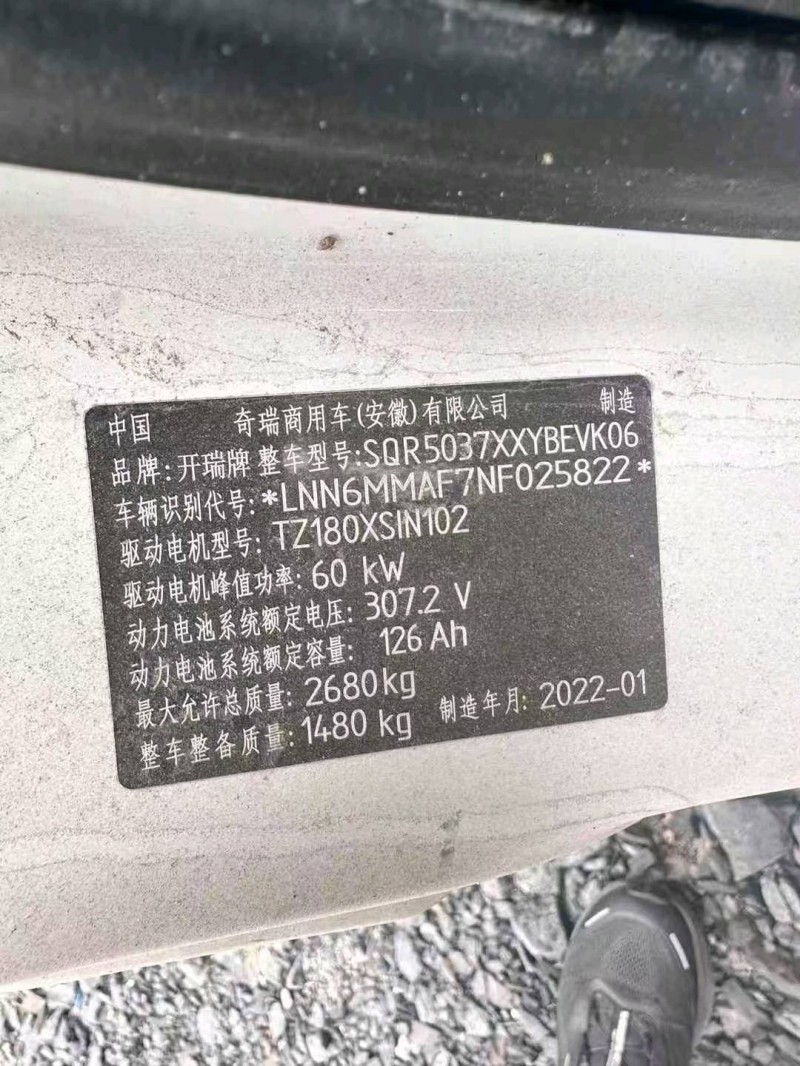 中国 奇瑞商用车(安徽)有限公司 制造
品牌: 开瑞牌 整车型号:SQR5037XXYBEVK06
车辆识别代号: *LNN6MMAF7NF025822*
驱动电机型号: TZ180XSIN102
驱动电机峰值功率: 60 kW
动力电池系统额定电压: 307.2 V
动力电池系统额定容量: 126 Ah
最大允许总质量: 2680kg
整车整备质量: 1480 kg 制造年月: 2022-01